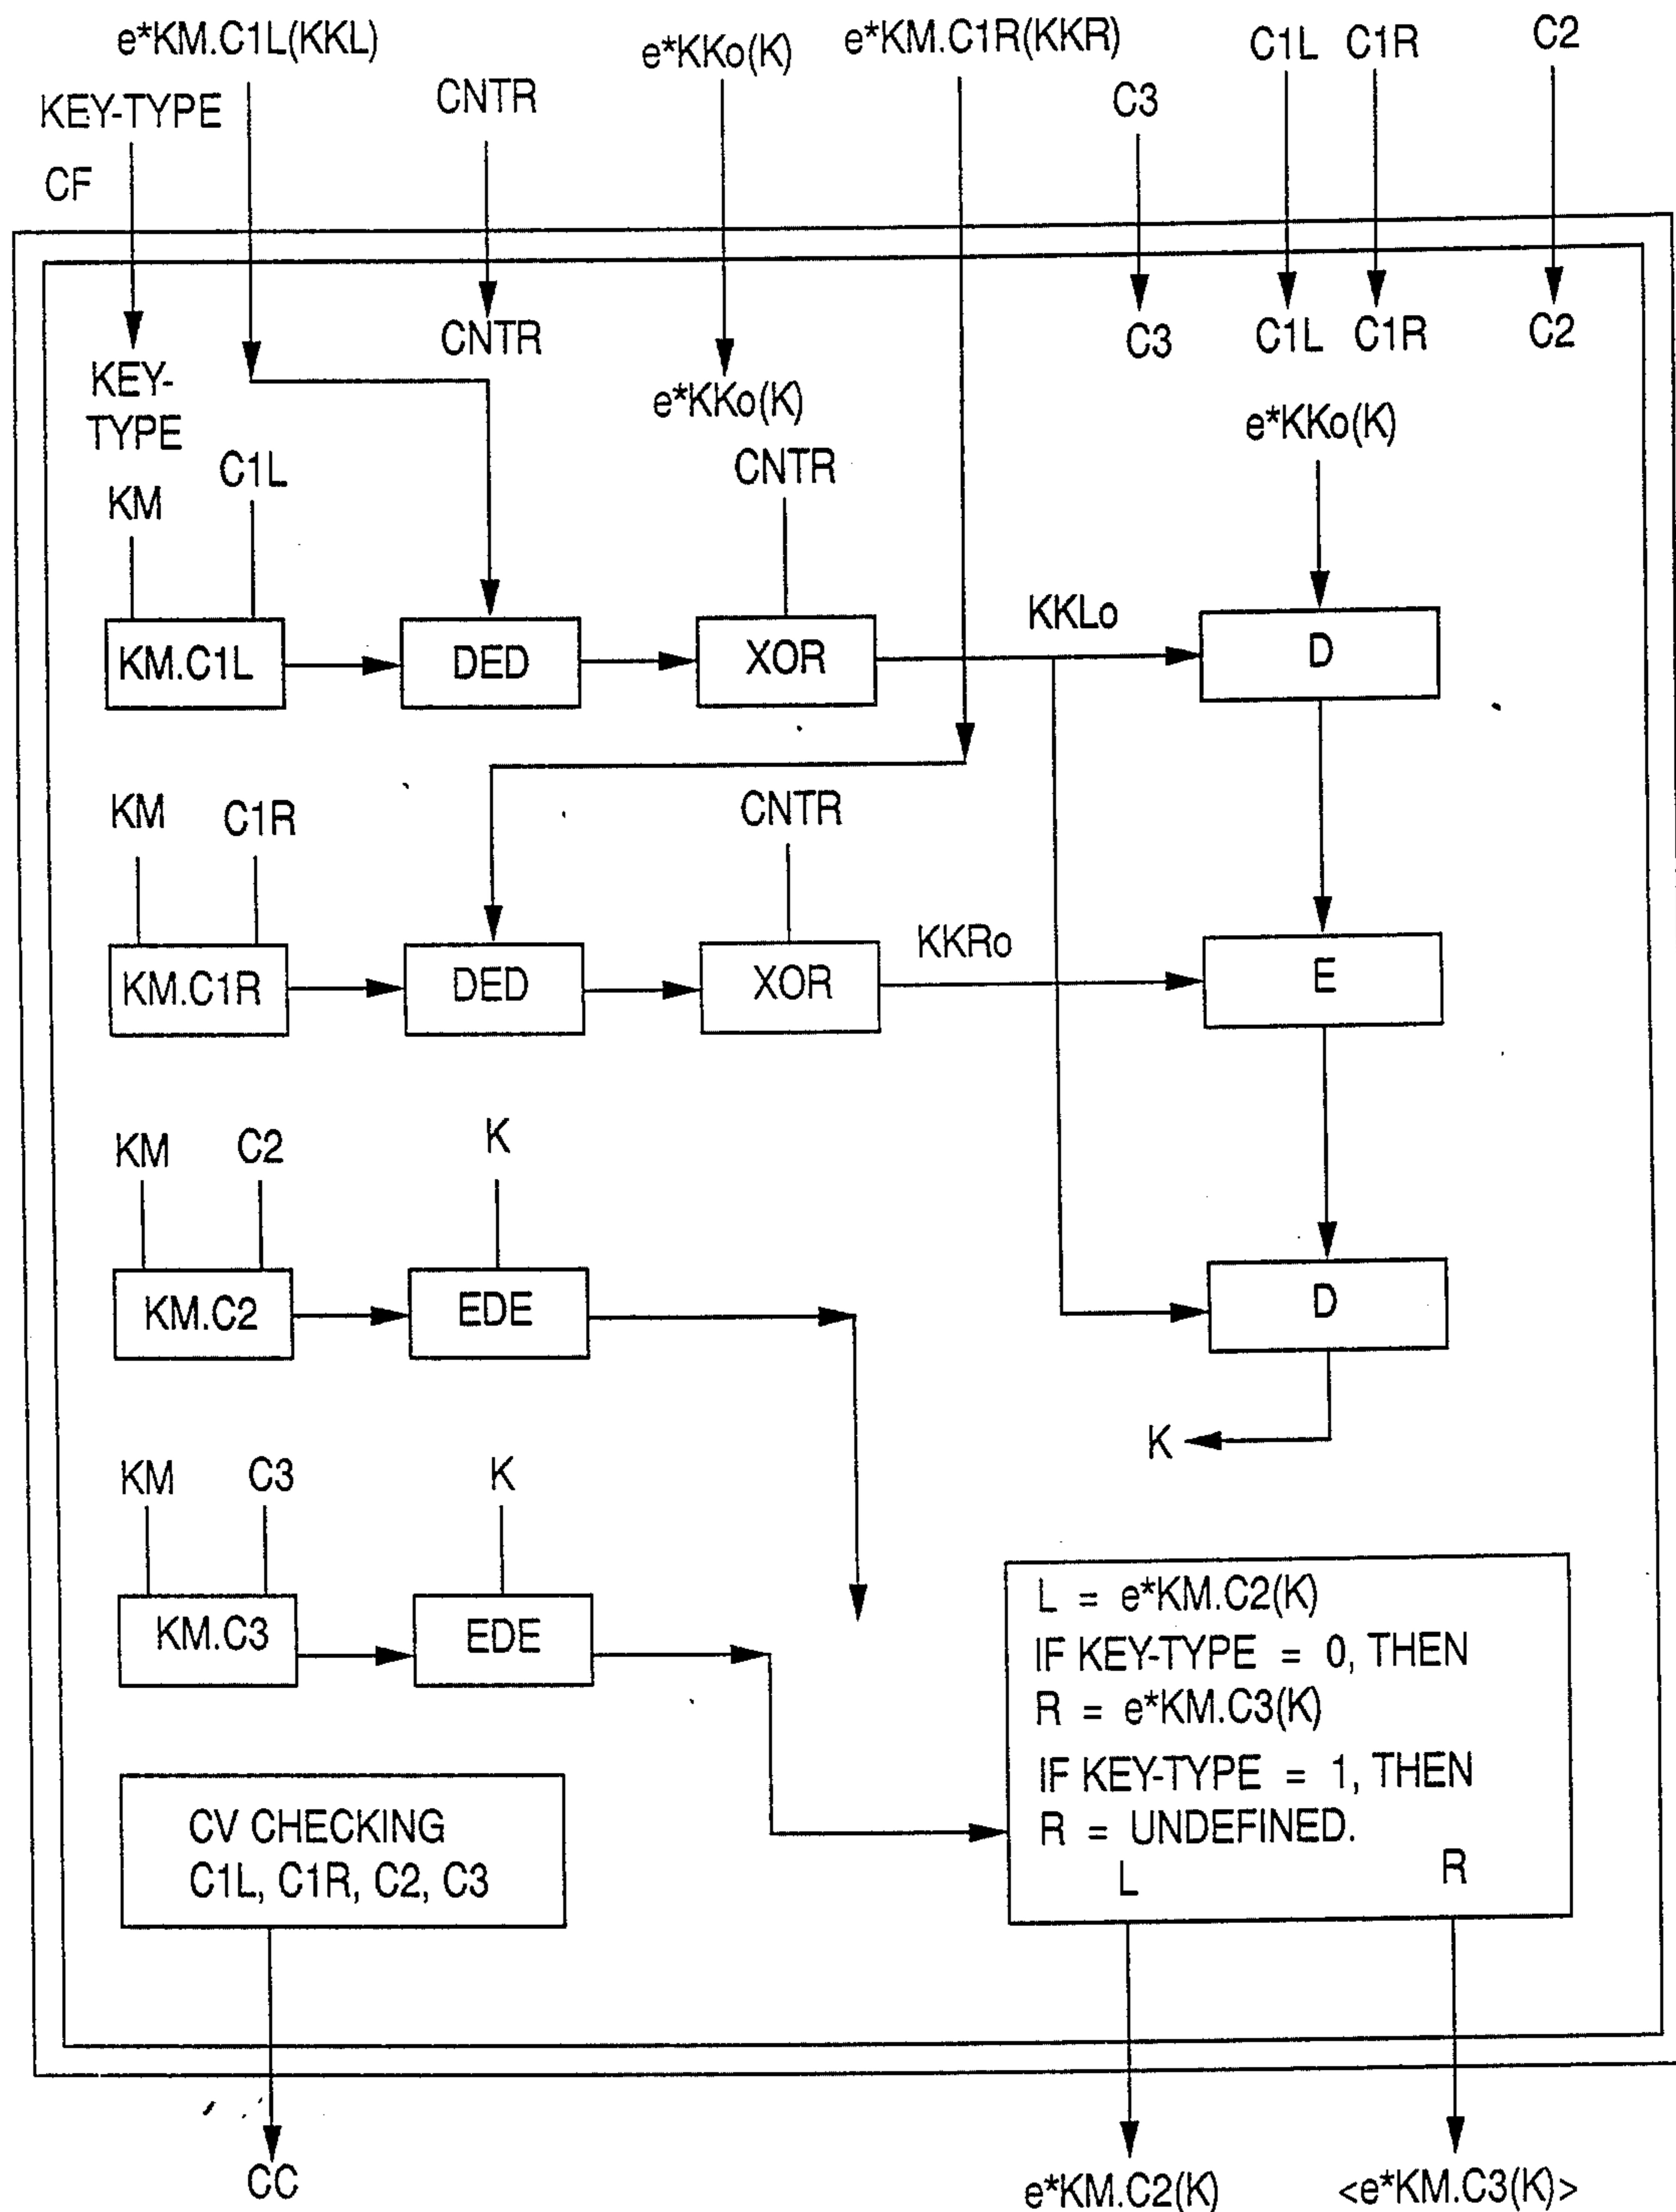 e*KM.C1L(KKL)
e*KKo(K)
e*KM.C1R(KKR)
C1L
C1R
C2
KEY-TYPE
CNTR
C3
CF
CNTR
C3
C1L
C1R
C2
KEY-
TYPE
e*KKo(K)
e*KKo(K)
KM
C1L
CNTR
KKLo
KM.C1L
DED
XOR
D
KM
C1R
CNTR
KKRo
KM.C1R
DED
XOR
E
KM
C2
K
KM.C2
EDE
D
K
KM
C3
K
KM.C3
EDE
L = e*KM.C2(K)
IF KEY-TYPE = 0, THEN
R = e*KM.C3(K)
IF KEY-TYPE = 1, THEN
R = UNDEFINED.
L
R
CV CHECKING
C1L, C1R, C2, C3
CC
e*KM.C2(K)
<e*KM.C3(K)>